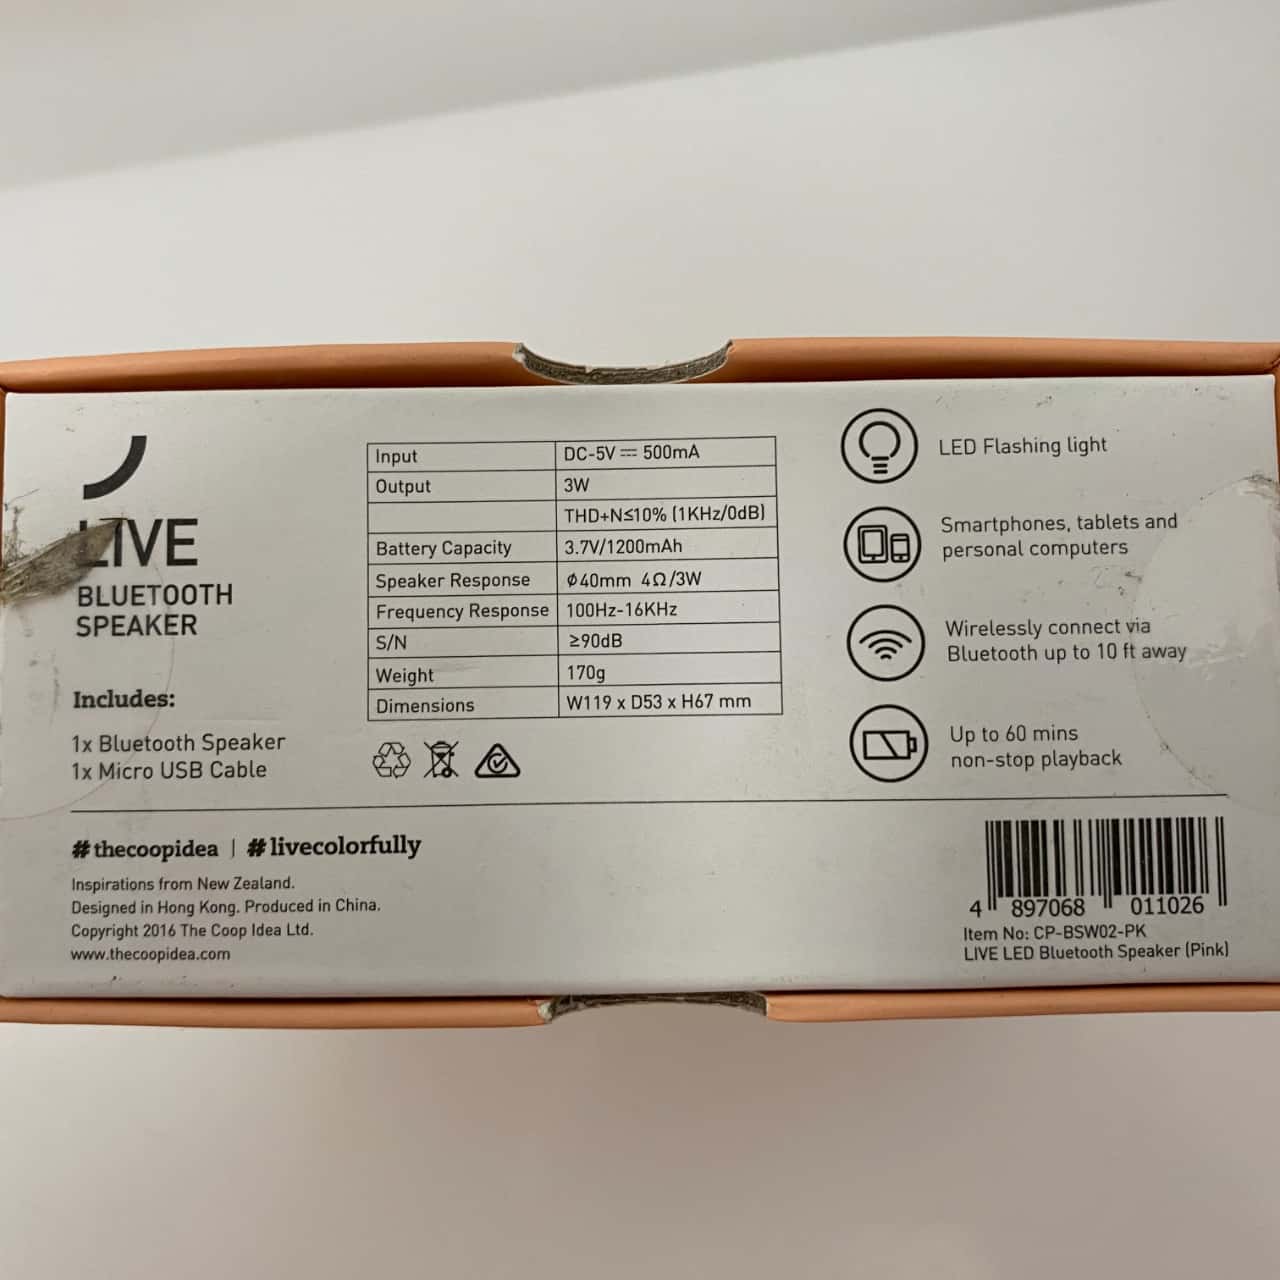 LIVE
BLUETOOTH
SPEAKER
Includes:
1x Bluetooth Speaker
1x Micro USB Cable
Input DC-5V ⎓ 500mA
Output 3W
THD+N≤10% (1KHz/0dB)
Battery Capacity 3.7V/1200mAh
Speaker Response ϕ40mm 4Ω/3W
Frequency Response 100Hz-16KHz
S/N ≥90dB
Weight 170g
Dimensions W119 x D53 x H67 mm
LED Flashing light
Smartphones, tablets and
personal computers
Wirelessly connect via
Bluetooth up to 10 ft away
Up to 60 mins
non-stop playback
#thecoopidea | #livecolorfully
Inspirations from New Zealand.
Designed in Hong Kong. Produced in China.
Copyright 2016 The Coop Idea Ltd.
www.thecoopidea.com
4 897068 011026
Item No: CP-BSW02-PK
LIVE LED Bluetooth Speaker (Pink)